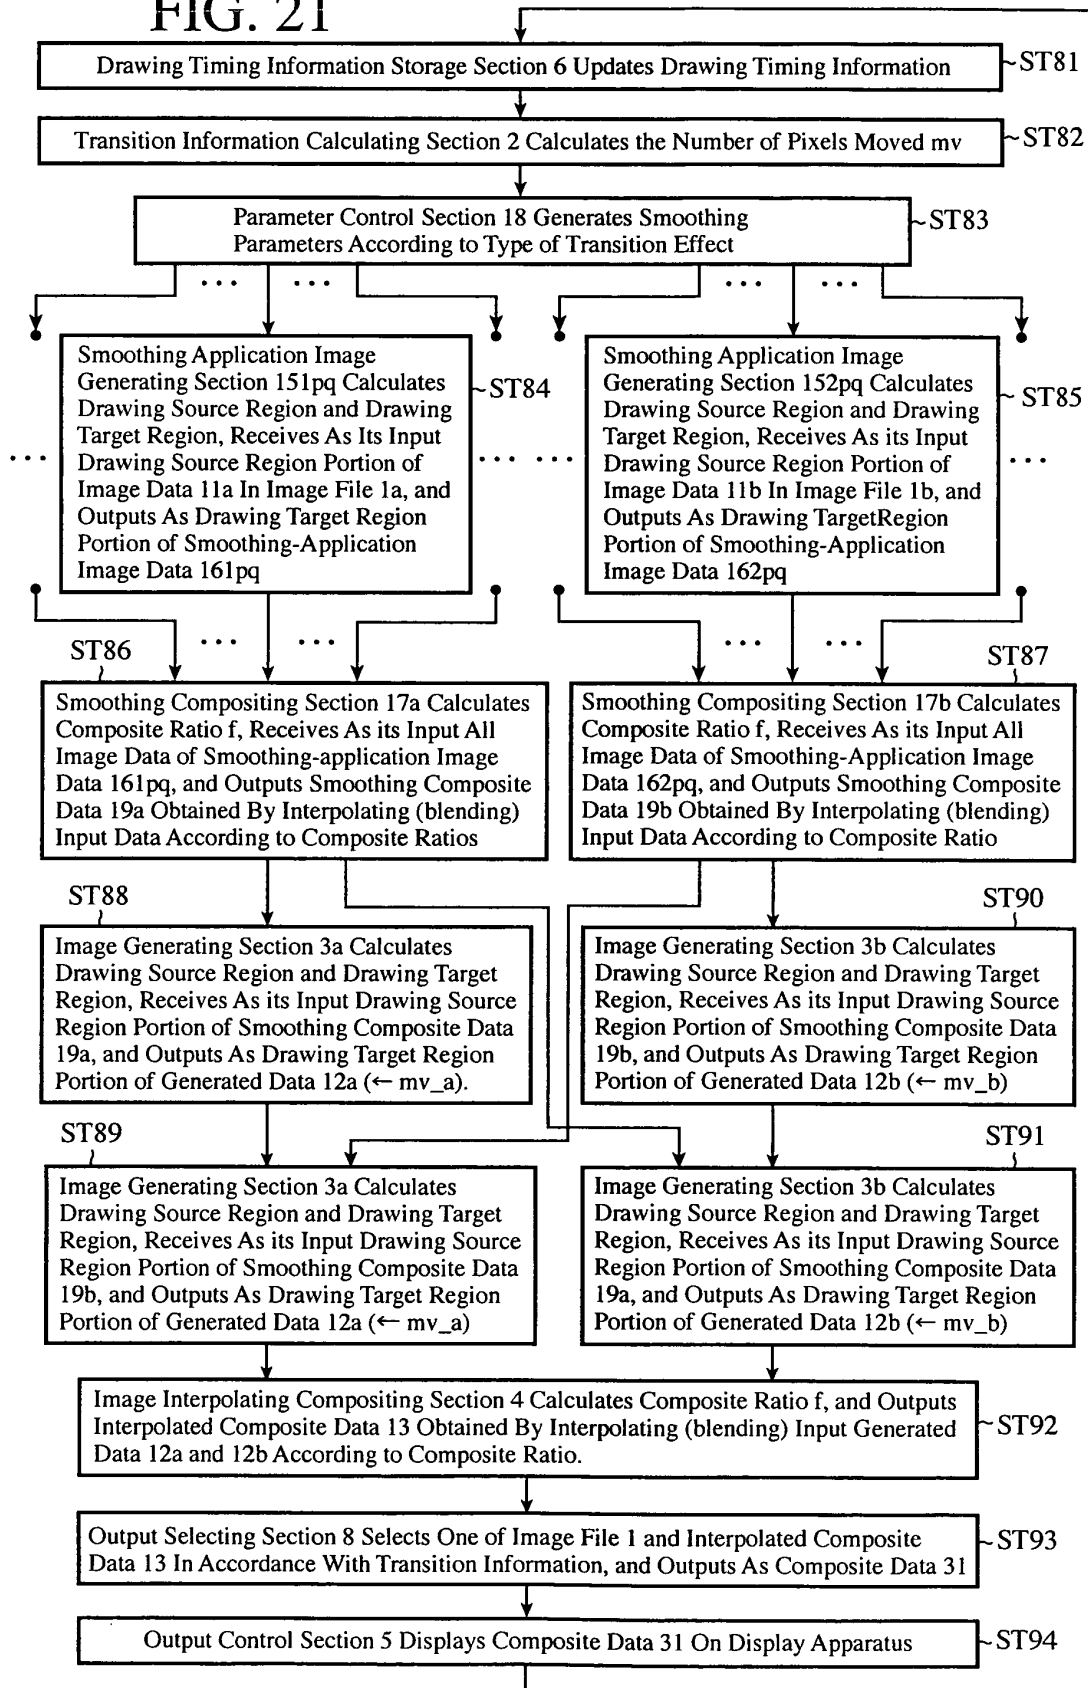 FIG. 21
Drawing Timing Information Storage Section 6 Updates Drawing Timing Information
ST81
Transition Information Calculating Section 2 Calculates the Number of Pixels Moved mv
ST82
Parameter Control Section 18 Generates Smoothing
Parameters According to Type of Transition Effect
ST83
Smoothing Application Image
Generating Section 151pq Calculates
Drawing Source Region and Drawing
Target Region, Receives As Its Input
Drawing Source Region Portion of
Image Data 11a In Image File 1a, and
Outputs As Drawing Target Region
Portion of Smoothing-Application
Image Data 161pq
ST84
Smoothing Application Image
Generating Section 152pq Calculates
Drawing Source Region and Drawing
Target Region, Receives As its Input
Drawing Source Region Portion of
Image Data 11b In Image File 1b, and
Outputs As Drawing TargetRegion
Portion of Smoothing-Application
Image Data 162pq
ST85
ST86
Smoothing Compositing Section 17a Calculates
Composite Ratio f, Receives As its Input All
Image Data of Smoothing-application Image
Data 161pq, and Outputs Smoothing Composite
Data 19a Obtained By Interpolating (blending)
Input Data According to Composite Ratios
ST87
Smoothing Compositing Section 17b Calculates
Composite Ratio f, Receives As its Input All
Image Data of Smoothing-Application Image
Data 162pq, and Outputs Smoothing Composite
Data 19b Obtained By Interpolating (blending)
Input Data According to Composite Ratio
ST88
Image Generating Section 3a Calculates
Drawing Source Region and Drawing Target
Region, Receives As its Input Drawing Source
Region Portion of Smoothing Composite Data
19a, and Outputs As Drawing Target Region
Portion of Generated Data 12a (← mv_a).
ST90
Image Generating Section 3b Calculates
Drawing Source Region and Drawing Target
Region, Receives As its Input Drawing Source
Region Portion of Smoothing Composite Data
19b, and Outputs As Drawing Target Region
Portion of Generated Data 12b (← mv_b)
ST89
Image Generating Section 3a Calculates
Drawing Source Region and Drawing Target
Region, Receives As its Input Drawing Source
Region Portion of Smoothing Composite Data
19b, and Outputs As Drawing Target Region
Portion of Generated Data 12a (← mv_a)
ST91
Image Generating Section 3b Calculates
Drawing Source Region and Drawing Target
Region, Receives As its Input Drawing Source
Region Portion of Smoothing Composite Data
19a, and Outputs As Drawing Target Region
Portion of Generated Data 12b (← mv_b)
Image Interpolating Compositing Section 4 Calculates Composite Ratio f, and Outputs
Interpolated Composite Data 13 Obtained By Interpolating (blending) Input Generated
Data 12a and 12b According to Composite Ratio.
ST92
Output Selecting Section 8 Selects One of Image File 1 and Interpolated Composite
Data 13 In Accordance With Transition Information, and Outputs As Composite Data 31
ST93
Output Control Section 5 Displays Composite Data 31 On Display Apparatus
ST94